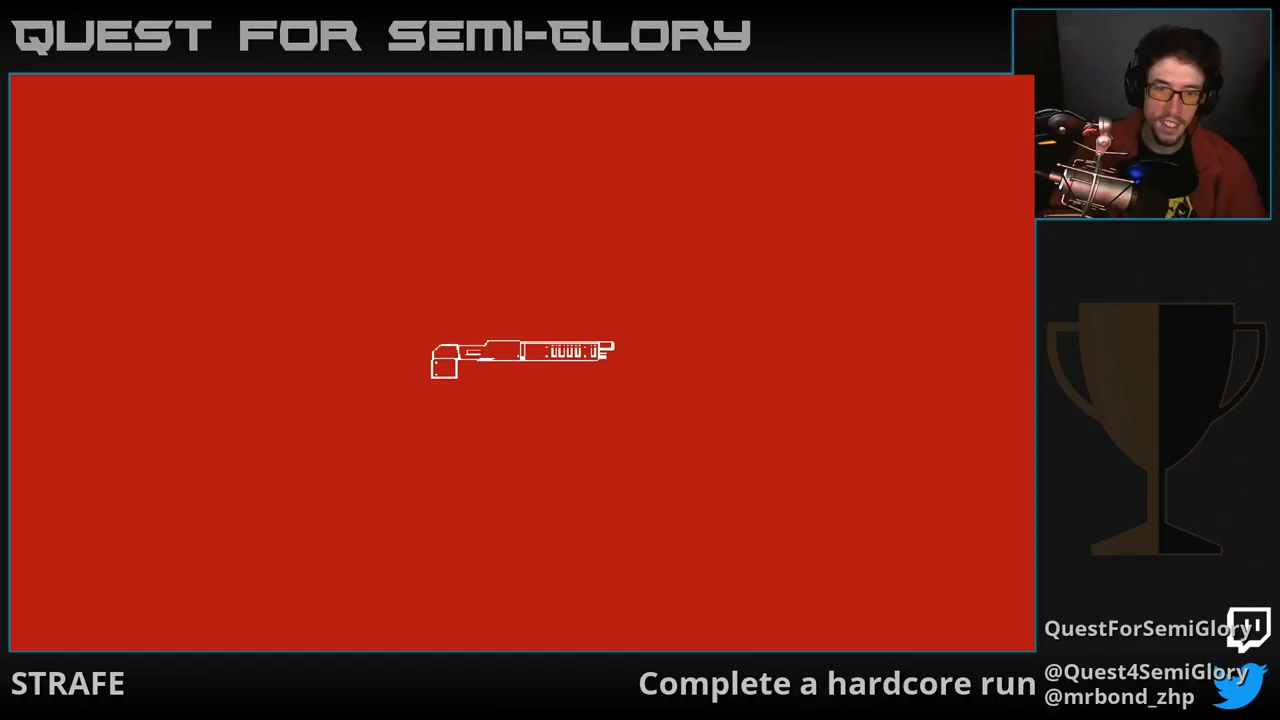 QUEST FOR SEMI-GLORY
QuestForSemiGlory
@Quest4SemiGlory
@mrbond_zhp
STRAFE
Complete a hardcore run